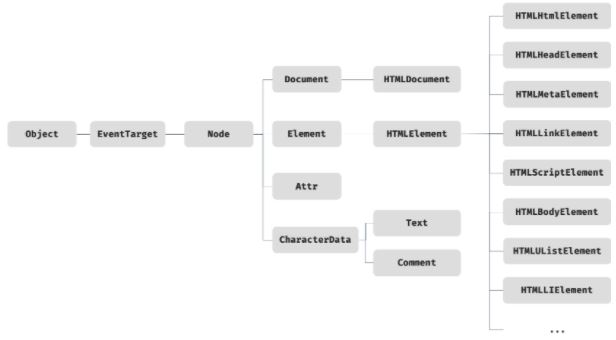 Object
EventTarget
Node
Document
Element
Attr
CharacterData
HTMLDocument
HTMLElement
Text
Comment
HTMLHtmlElement
HTMLHeadElement
HTMLMetaElement
HTMLLinkElement
HTMLScriptElement
HTMLBodyElement
HTMLUListElement
HTMLLIElement
...